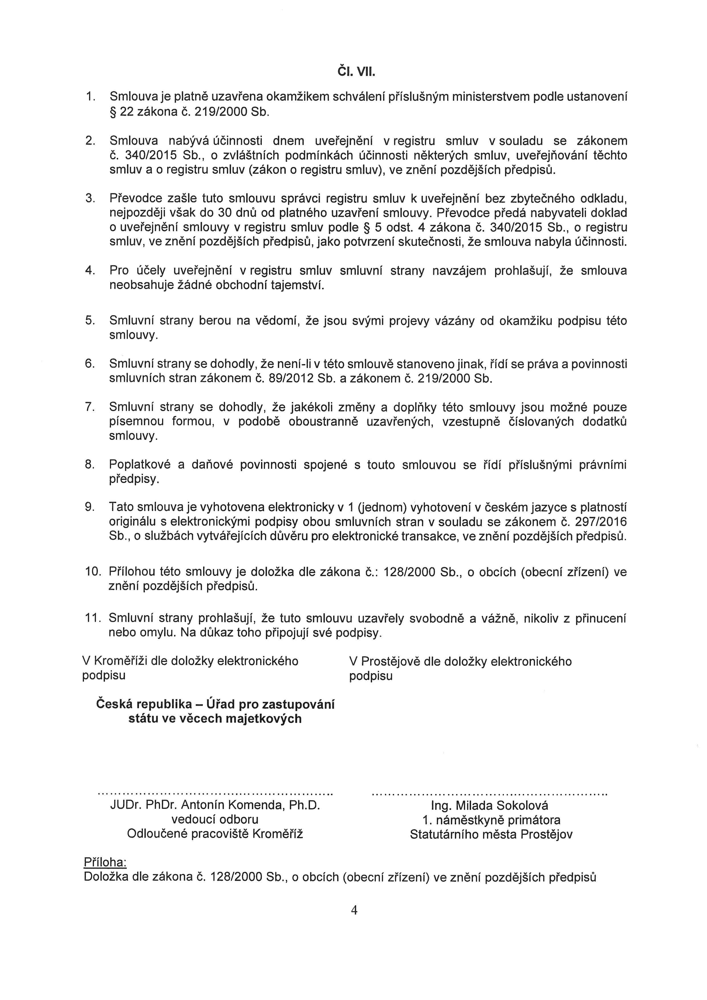 Čl. VII.
1. Smlouva je platně uzavřena okamžikem schválení příslušným ministerstvem podle ustanovení
§ 22 zákona č. 219/2000 Sb.
2. Smlouva nabývá účinnosti dnem uveřejnění v registru smluv v souladu se zákonem
č. 340/2015 Sb., o zvláštních podmínkách účinnosti některých smluv, uveřejňování těchto
smluv a o registru smluv (zákon o registru smluv), ve znění pozdějších předpisů.
3. Převodce zašle tuto smlouvu správci registru smluv k uveřejnění bez zbytečného odkladu,
nejpozději však do 30 dnů od platného uzavření smlouvy. Převodce předá nabyvateli doklad
o uveřejnění smlouvy v registru smluv podle § 5 odst. 4 zákona č. 340/2015 Sb., o registru
smluv, ve znění pozdějších předpisů, jako potvrzení skutečnosti, že smlouva nabyla účinnosti.
4. Pro účely uveřejnění v registru smluv smluvní strany navzájem prohlašují, že smlouva
neobsahuje žádné obchodní tajemství.
5. Smluvní strany berou na vědomí, že jsou svými projevy vázány od okamžiku podpisu této
smlouvy.
6. Smluvní strany se dohodly, že není-li v této smlouvě stanoveno jinak, řídí se práva a povinnosti
smluvních stran zákonem č. 89/2012 Sb. a zákonem č. 219/2000 Sb.
7. Smluvní strany se dohodly, že jakékoli změny a doplňky této smlouvy jsou možné pouze
písemnou formou, v podobě oboustranně uzavřených, vzestupně číslovaných dodatků
smlouvy.
8. Poplatkové a daňové povinnosti spojené s touto smlouvou se řídí příslušnými právními
předpisy.
9. Tato smlouva je vyhotovena elektronicky v 1 (jednom) vyhotovení v českém jazyce s platností
originálu s elektronickými podpisy obou smluvních stran v souladu se zákonem č. 297/2016
Sb., o službách vytvářejících důvěru pro elektronické transakce, ve znění pozdějších předpisů.
10. Přílohou této smlouvy je doložka dle zákona č.: 128/2000 Sb., o obcích (obecní zřízení) ve
znění pozdějších předpisů.
11. Smluvní strany prohlašují, že tuto smlouvu uzavřely svobodně a vážně, nikoliv z přinucení
nebo omylu. Na důkaz toho připojují své podpisy.
V Kroměříži dle doložky elektronického
podpisu
V Prostějově dle doložky elektronického
podpisu
Česká republika – Úřad pro zastupování
státu ve věcech majetkových
JUDr. PhDr. Antonín Komenda, Ph.D.
vedoucí odboru
Odloučené pracoviště Kroměříž
Ing. Milada Sokolová
1. náměstkyně primátora
Statutárního města Prostějov
Příloha:
Doložka dle zákona č. 128/2000 Sb., o obcích (obecní zřízení) ve znění pozdějších předpisů
4